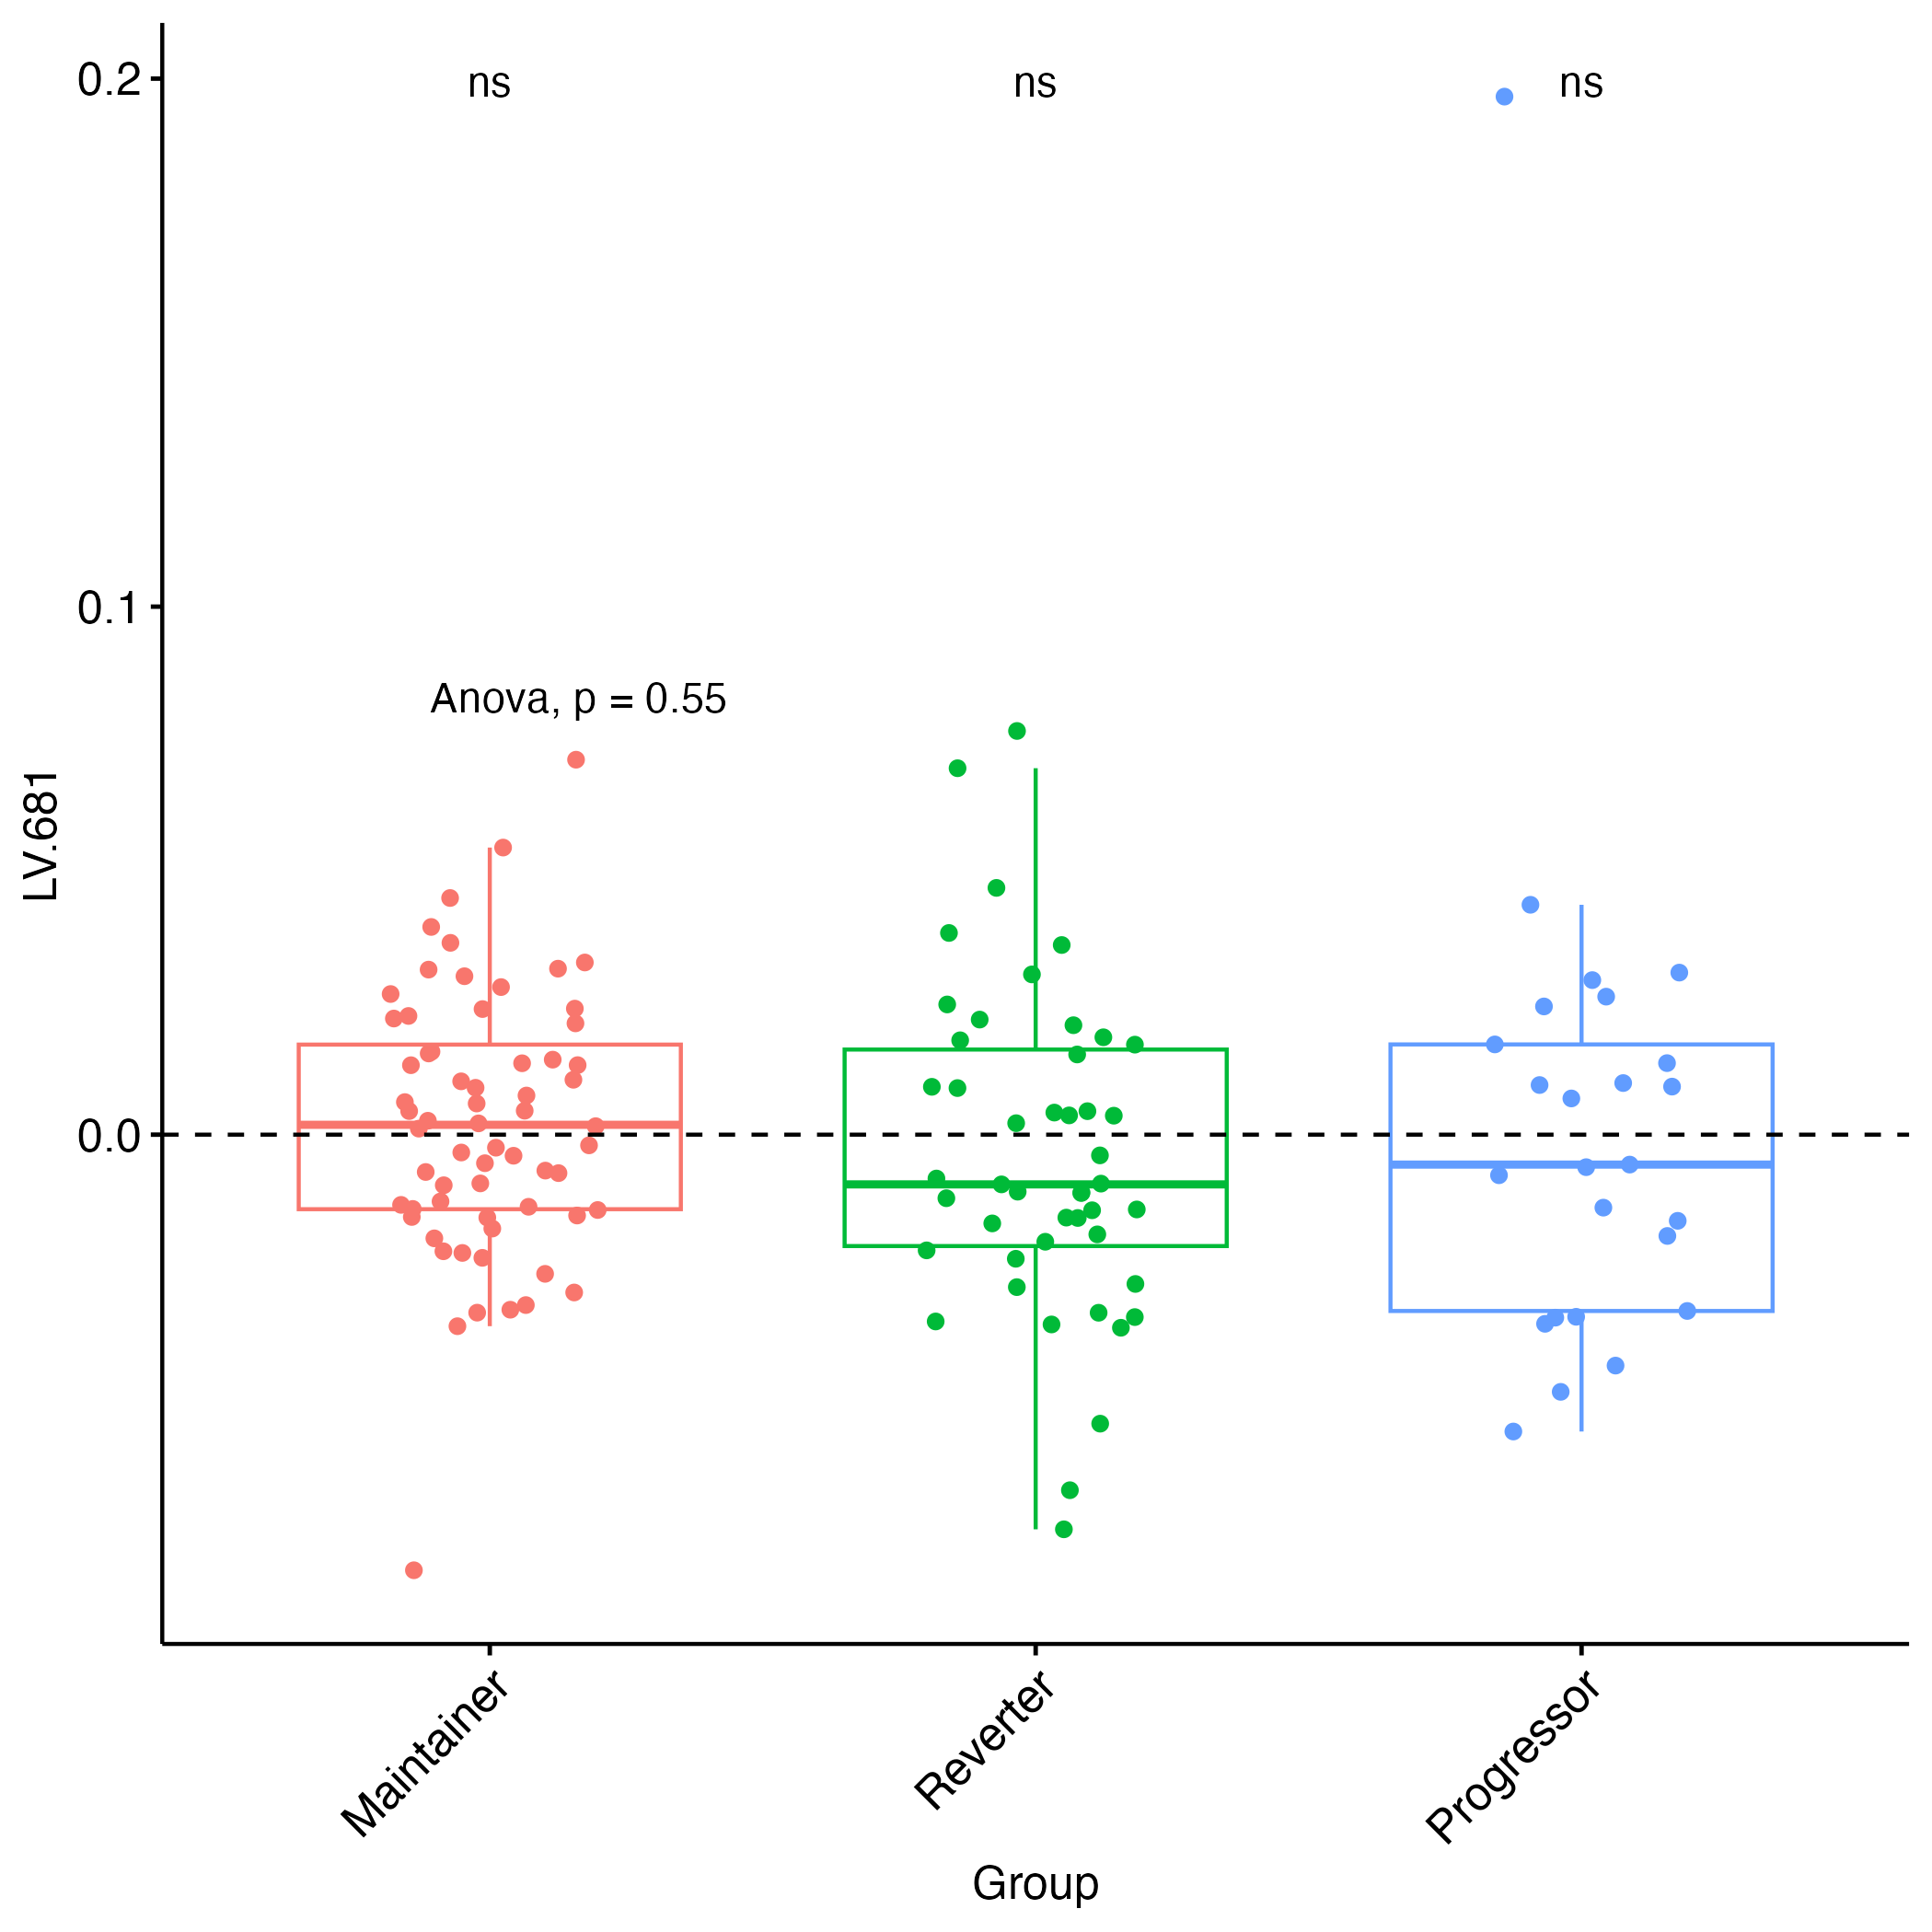 0.2
ns
ns
ns
0.1
Anova, p = 0.55
LV.681
0.0
Maintainer
Reverter
Progressor
Group